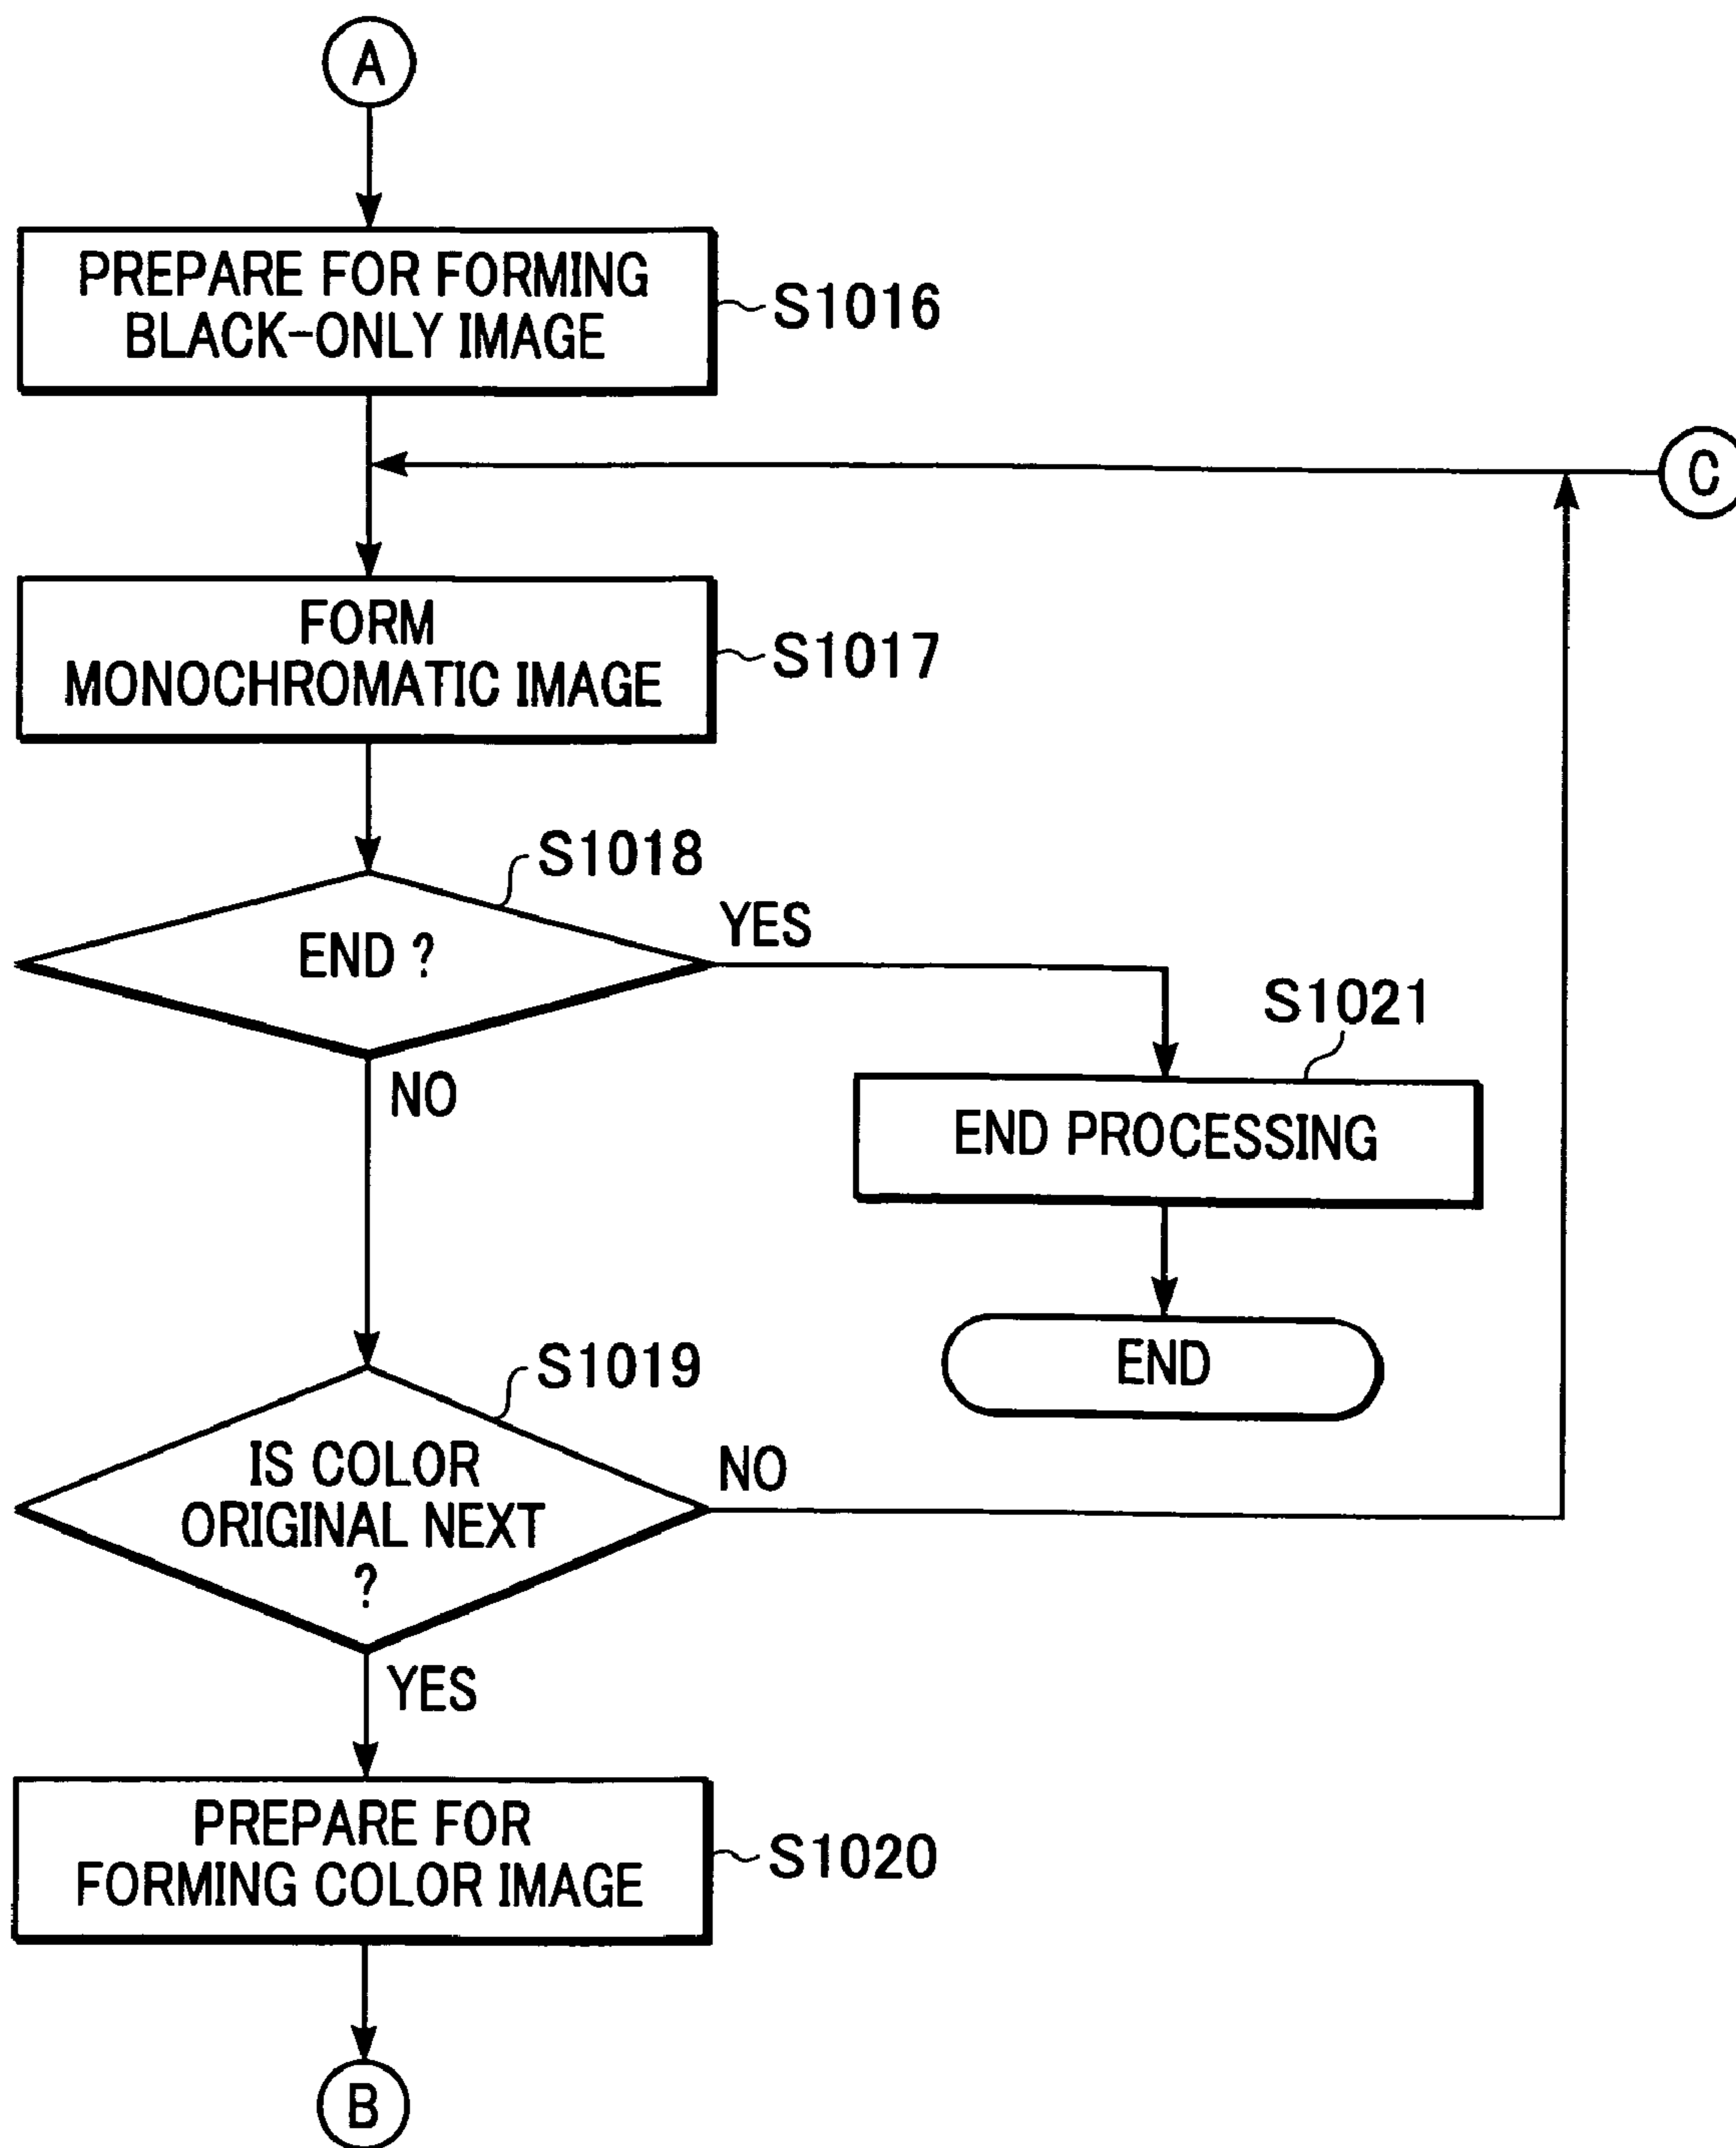 A
PREPARE FOR FORMING
BLACK-ONLY IMAGE
S1016
C
FORM
MONOCHROMATIC IMAGE
S1017
S1018
END ?
YES
NO
S1021
END PROCESSING
END
S1019
IS COLOR
ORIGINAL NEXT
?
NO
YES
PREPARE FOR
FORMING COLOR IMAGE
S1020
B